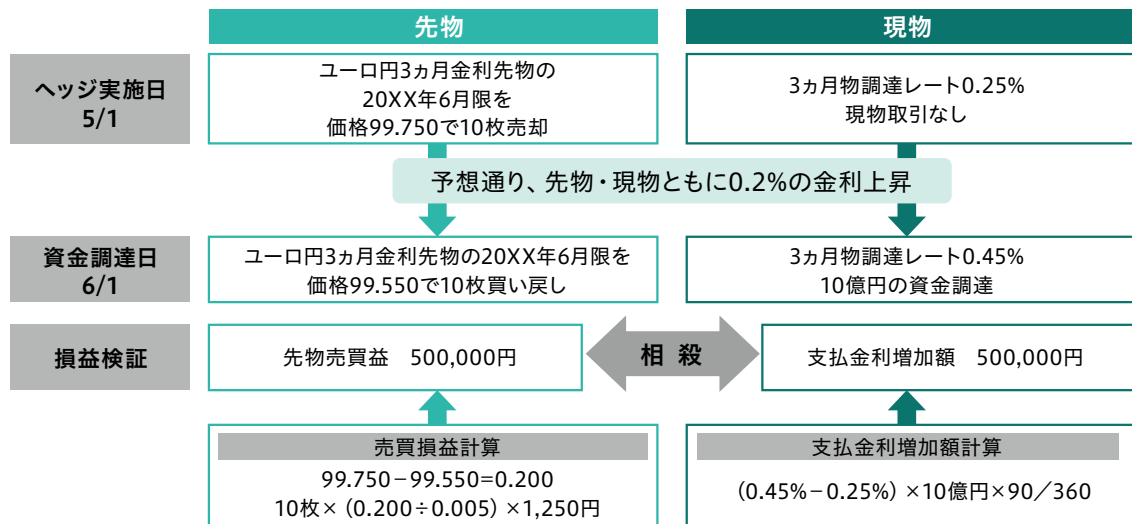 先物
現物
ヘッジ実施日
5/1
ユーロ円3ヵ月金利先物の
20XX年6月限を
価格99.750で10枚売却
3ヵ月物調達レート0.25%
現物取引なし
予想通り、先物・現物ともに0.2%の金利上昇
資金調達日
6/1
ユーロ円3ヵ月金利先物の20XX年6月限を
価格99.550で10枚買い戻し
3ヵ月物調達レート0.45%
10億円の資金調達
損益検証
先物売買益　500,000円
相 殺
支払金利増加額　500,000円
売買損益計算
99.750−99.550=0.200
10枚×（0.200÷0.005）×1,250円
支払金利増加額計算
（0.45%−0.25%）×10億円×90／360